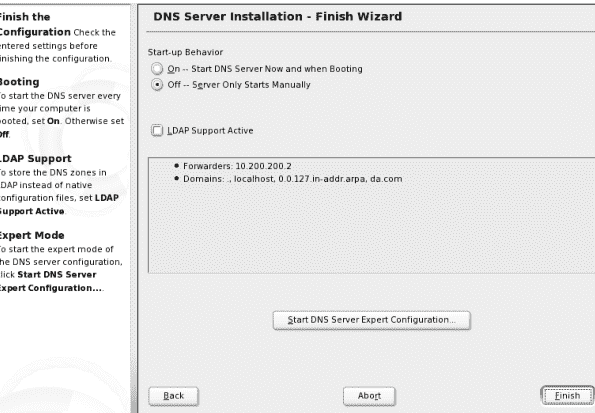 Finish the
Configuration Check the
entered settings before
finishing the configuration.
Booting
To start the DNS server every
time your computer is
booted, set On. Otherwise set
Off.
LDAP Support
To store the DNS zones in
LDAP instead of native
configuration files, set LDAP
Support Active.
Expert Mode
To start the expert mode of
the DNS server configuration,
click Start DNS Server
Expert Configuration....
DNS Server Installation - Finish Wizard
Start-up Behavior
On -- Start DNS Server Now and when Booting
Off -- Server Only Starts Manually
LDAP Support Active
• Forwarders: 10.200.200.2
• Domains: ., localhost, 0.0.127.in-addr.arpa, da.com
Start DNS Server Expert Configuration...
Back
Abort
Finish